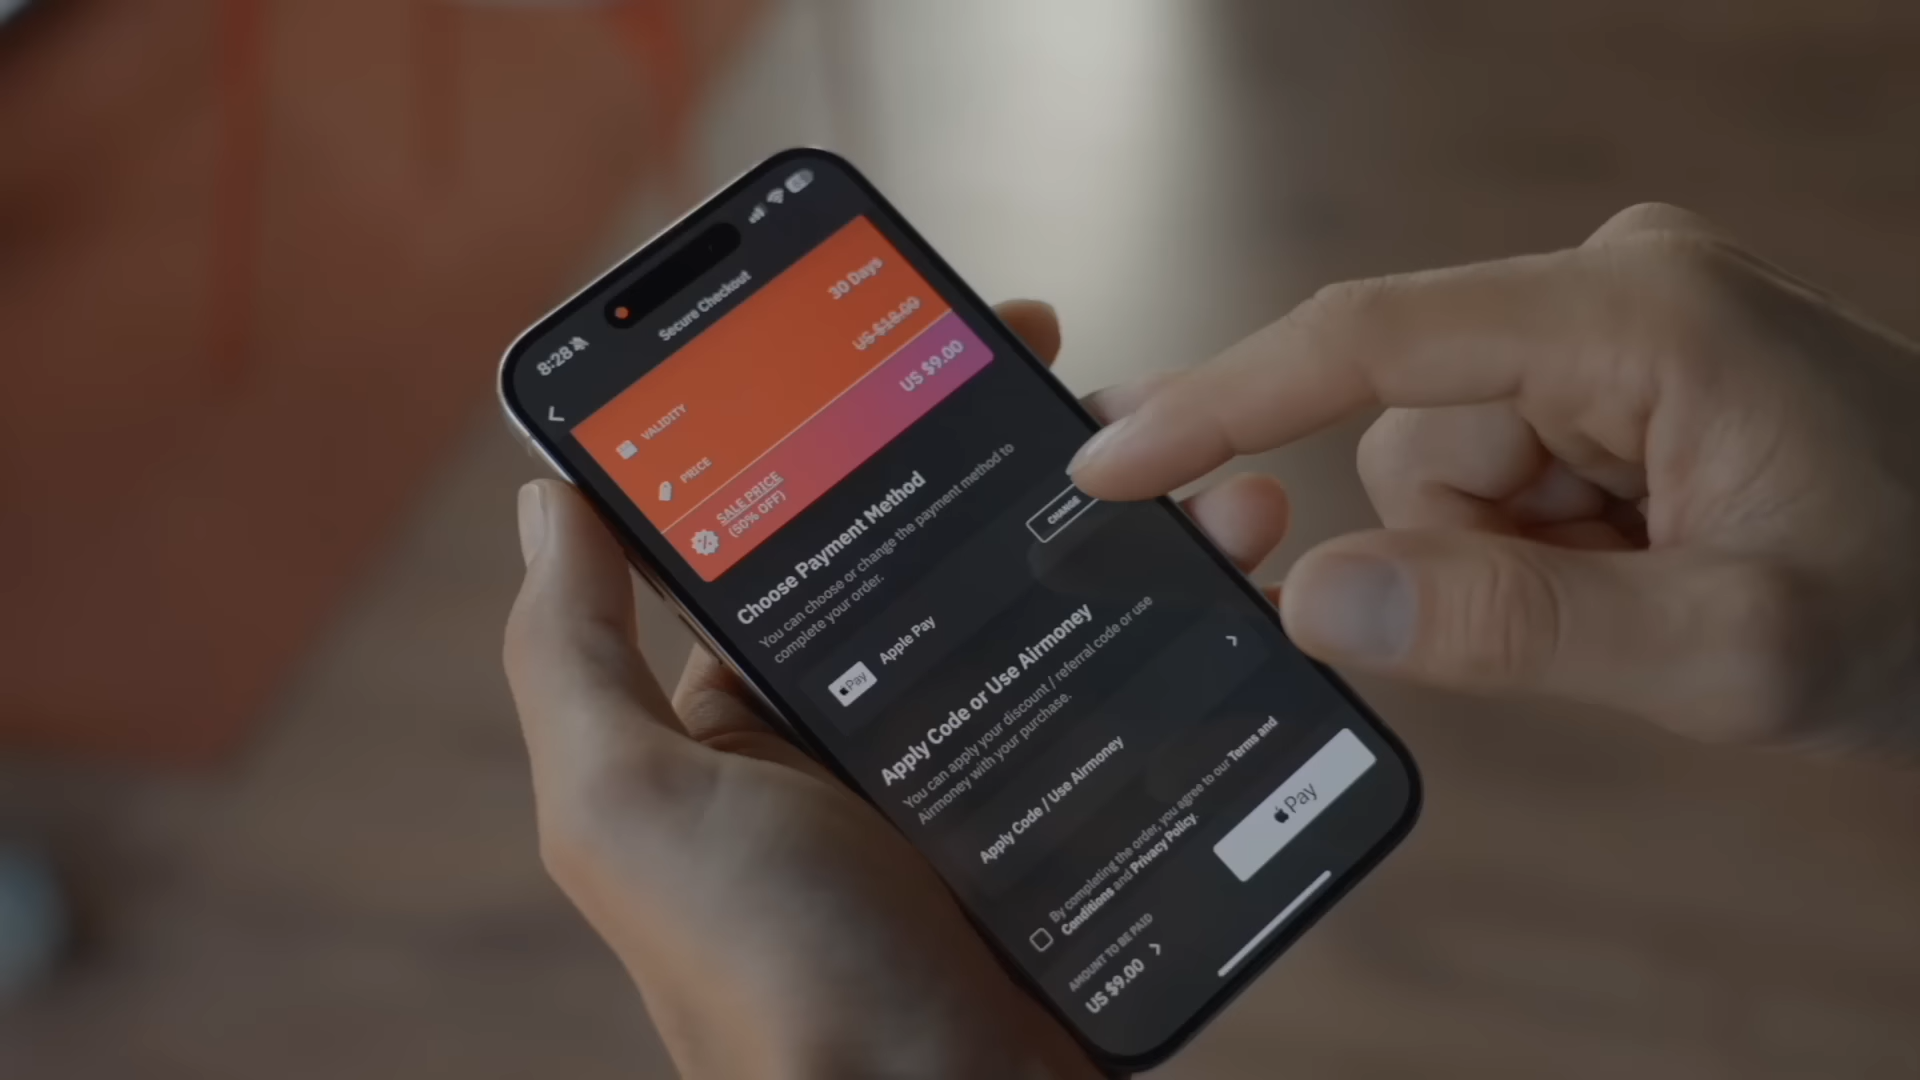 8:28
Secure Checkout
VALIDITY
30 Days
PRICE
US $18.00
SALE PRICE
(50% OFF)
US $9.00
Choose Payment Method
You can choose or change the payment method to
complete your order.
Pay
Apple Pay
CHANGE
Apply Code or Use Airmoney
You can apply your discount / referral code or use
Airmoney with your purchase.
Apply Code / Use Airmoney
By completing the order, you agree to our Terms and
Conditions and Privacy Policy.
AMOUNT TO BE PAID
US $9.00
Pay